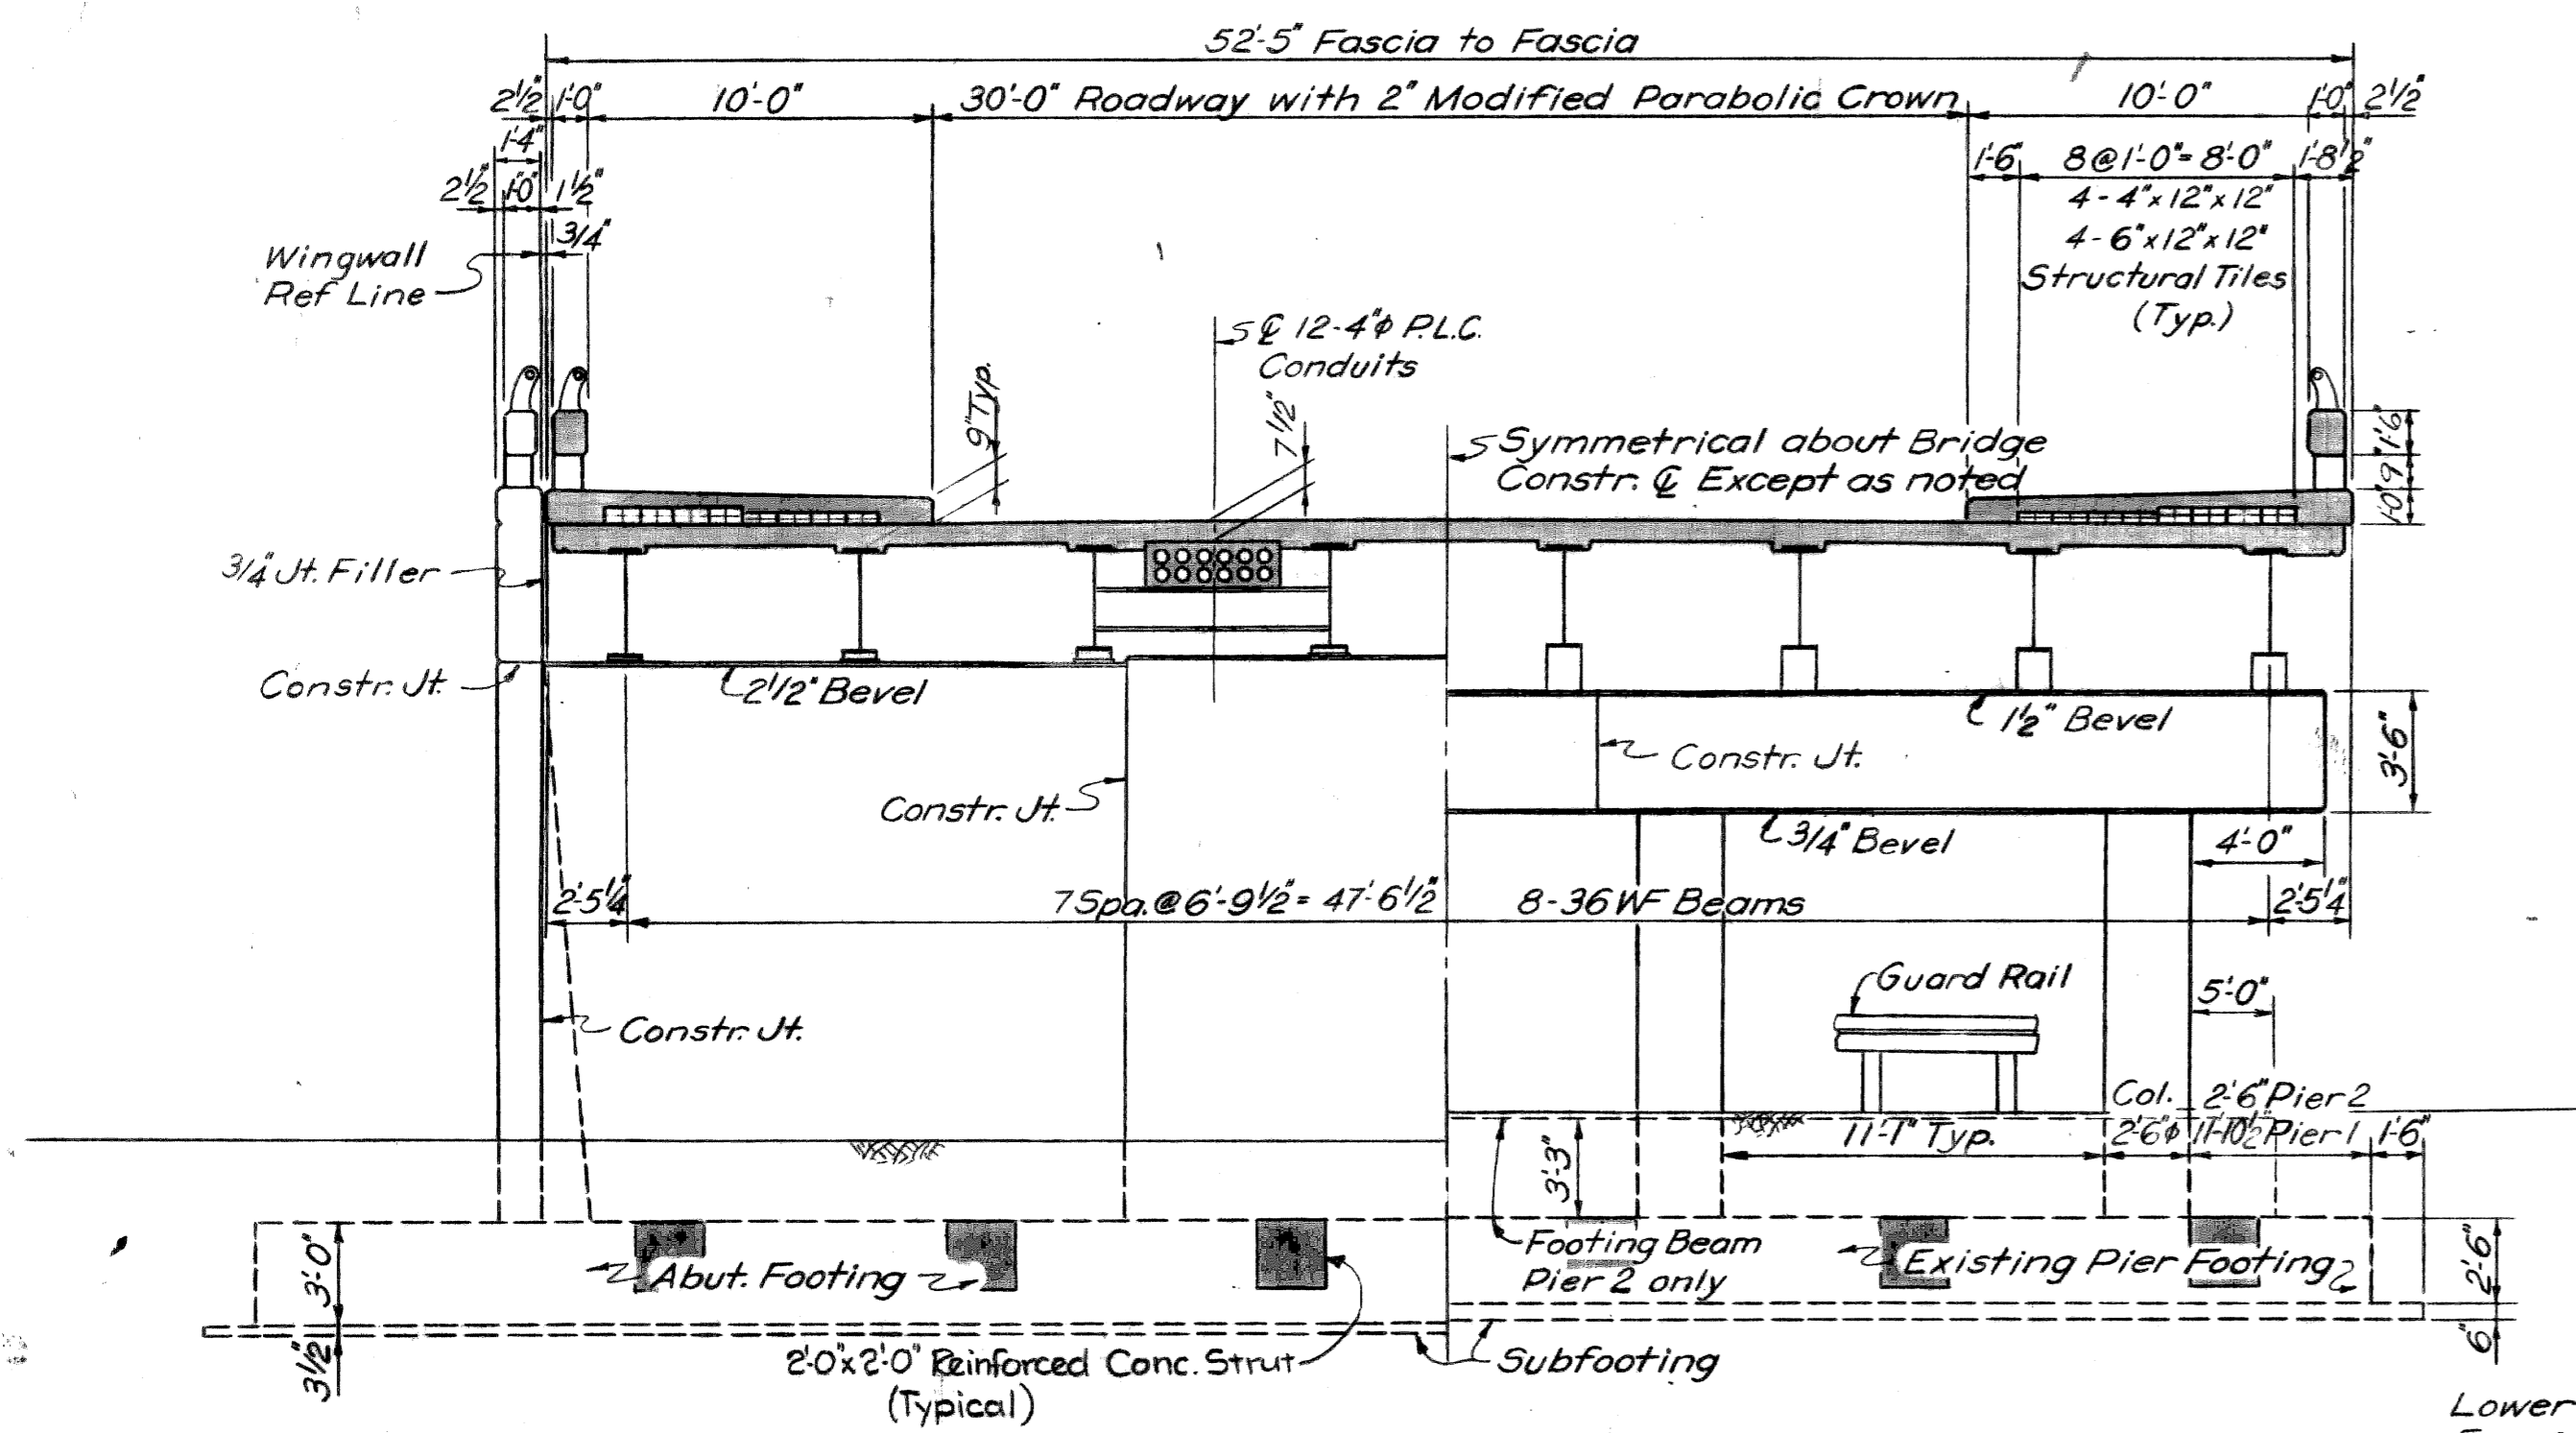 52'-5" Fascia to Fascia
2½" 1'-0" 10'-0" 30'-0" Roadway with 2" Modified Parabolic Crown 10'-0" 1'-0" 2½"
1'-4"
1'-6" 8@1'-0"=8'-0" 1'-8½"
2½" 1'-0" 1½"
4-4"x12"x12"
3/4"
4-6"x12"x12"
Wingwall
Ref Line
Structural Tiles
(Typ.)
℄ 12-4"φ P.L.C.
Conduits
9" Typ.
7½"
Symmetrical about Bridge
Constr. ℄ Except as noted
1'-6"
9"
1'-0"
3/4" Jt. Filler
Constr. Jt.
2½" Bevel
1½" Bevel
3'-6"
Constr. Jt.
Constr. Jt.
3/4" Bevel
4'-0"
2'-5¼" 7 Spa.@6'-9½"=47'-6½" 8-36 WF Beams 2'-5¼"
Guard Rail
5'-0"
Constr. Jt.
Col. 2'-6" Pier 2
11'-1" Typ. 2'-6"φ 11'-10½" Pier 1 1'-6"
3'-3"
Footing Beam
Pier 2 only
Existing Pier Footing
2'-6"
6"
3'-0"
3½"
Abut. Footing
2'-0"x2'-0" Reinforced Conc. Strut
(Typical)
Subfooting
Lower